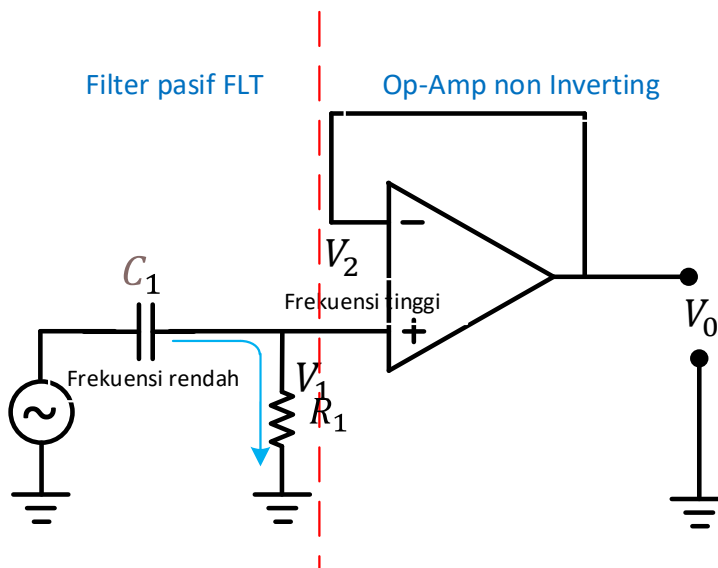 Filter pasif FLT
Op-Amp non Inverting
−
V₂
C₁
Frekuensi tinggi
+
V₀
Frekuensi rendah
V₁
R₁